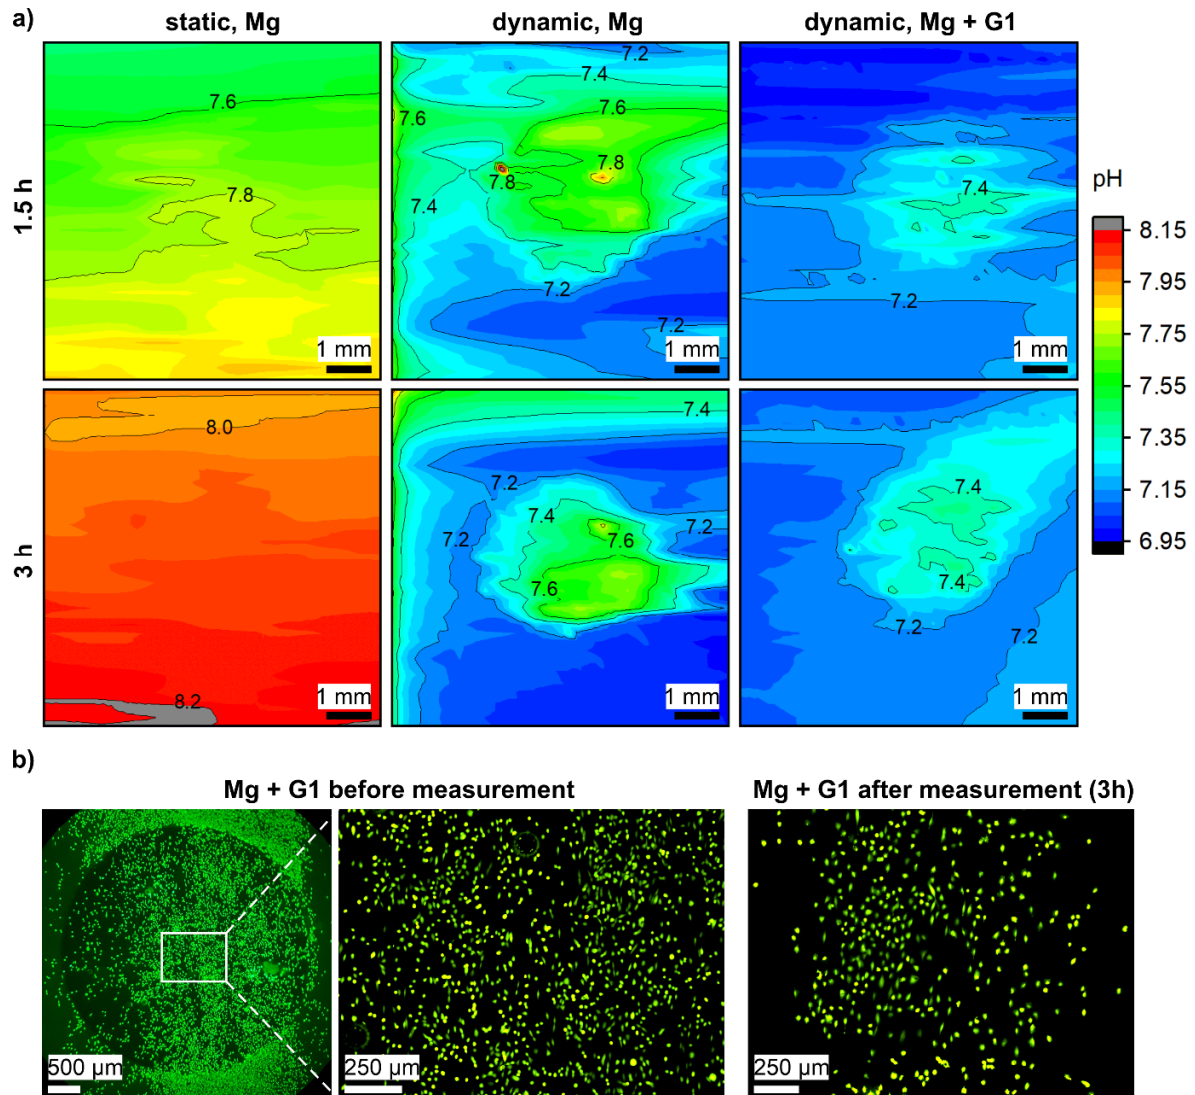 a)
static, Mg
dynamic, Mg
dynamic, Mg + G1
1.5 h
7.6
7.8
1 mm
7.2
7.4
7.6
7.6
7.8
7.8
7.4
7.2
7.2
1 mm
7.4
7.2
1 mm
pH
8.15
7.95
7.75
7.55
7.35
7.15
6.95
3 h
8.0
8.2
1 mm
7.4
7.2
7.4
7.2
7.2
7.6
7.6
1 mm
7.4
7.4
7.2
7.2
1 mm
b)
Mg + G1 before measurement
Mg + G1 after measurement (3h)
500 µm
250 µm
250 µm